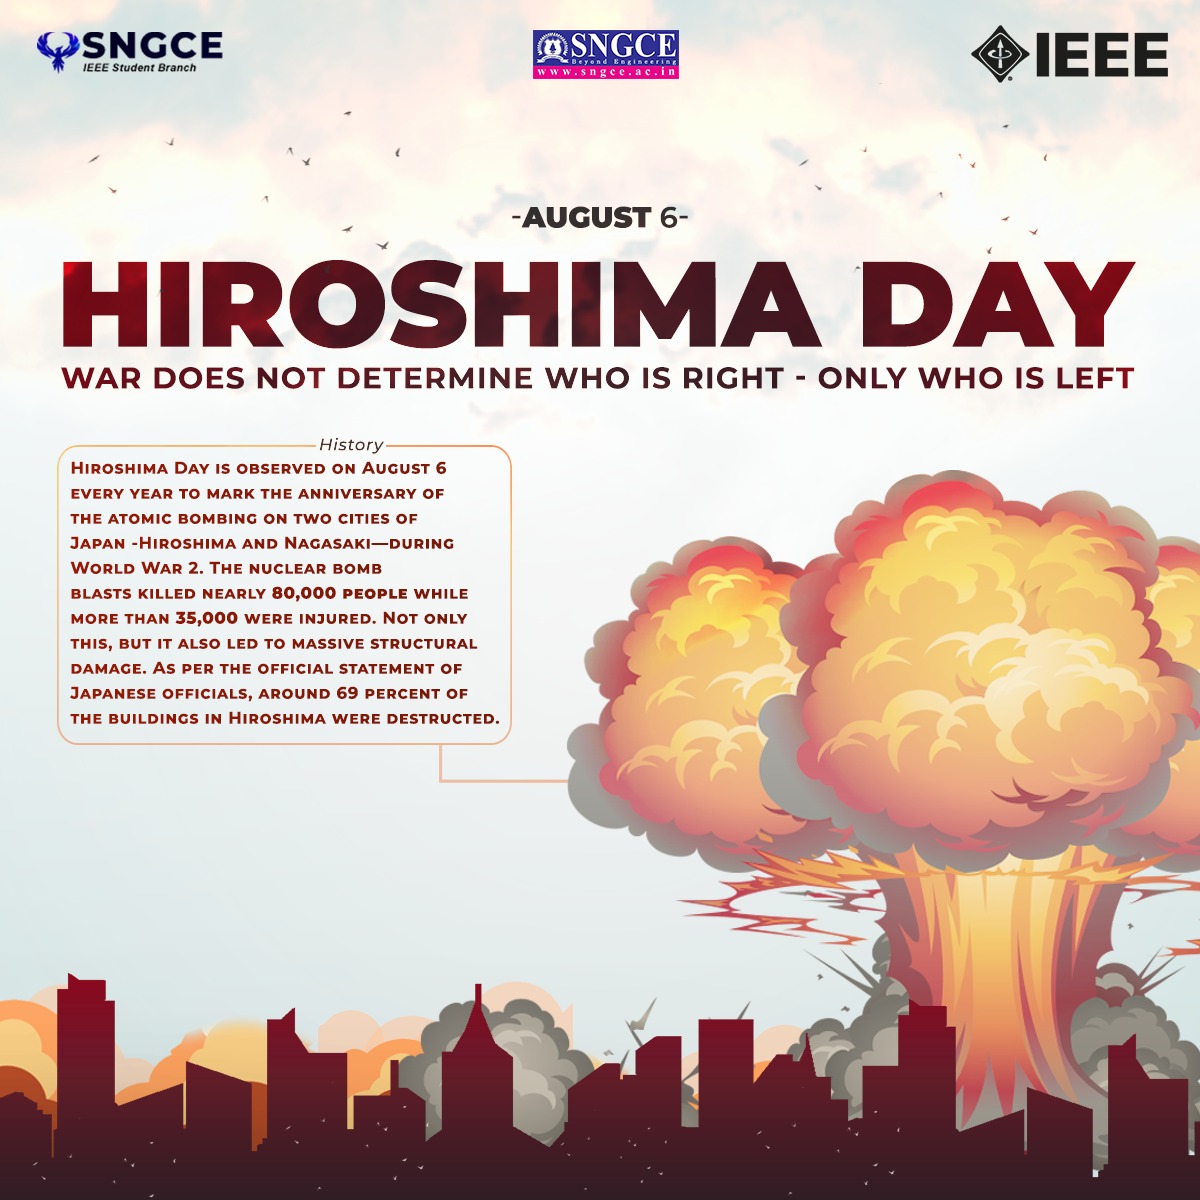 SNGCE
IEEE Student Branch
SNGCE
Beyond Engineering
www.sngce.ac.in
IEEE
-AUGUST 6-
HIROSHIMA DAY
WAR DOES NOT DETERMINE WHO IS RIGHT - ONLY WHO IS LEFT
History
Hiroshima Day is observed on August 6
every year to mark the anniversary of
the atomic bombing on two cities of
Japan -Hiroshima and Nagasaki—during
World War 2. The nuclear bomb
blasts killed nearly 80,000 people while
more than 35,000 were injured. Not only
this, but it also led to massive structural
damage. As per the official statement of
Japanese officials, around 69 percent of
the buildings in Hiroshima were destructed.